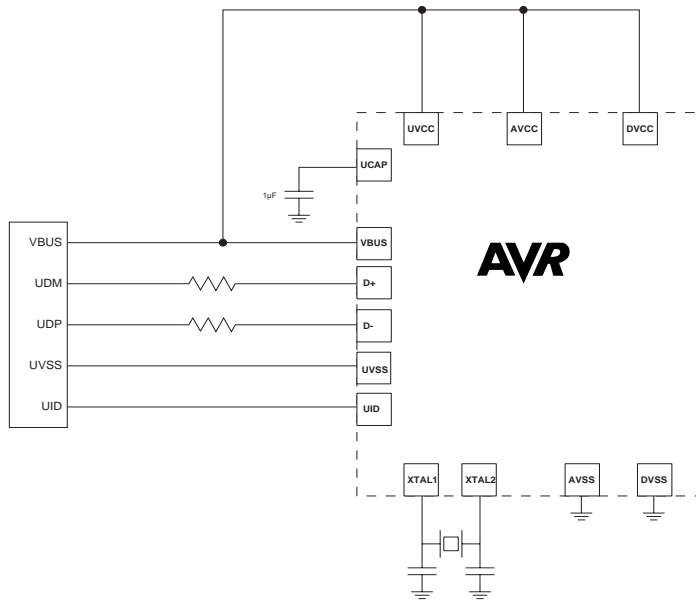 UVCC
AVCC
DVCC
UCAP
1µF
VBUS
VBUS
AVR
UDM
D+
UDP
D-
UVSS
UVSS
UID
UID
XTAL1
XTAL2
AVSS
DVSS